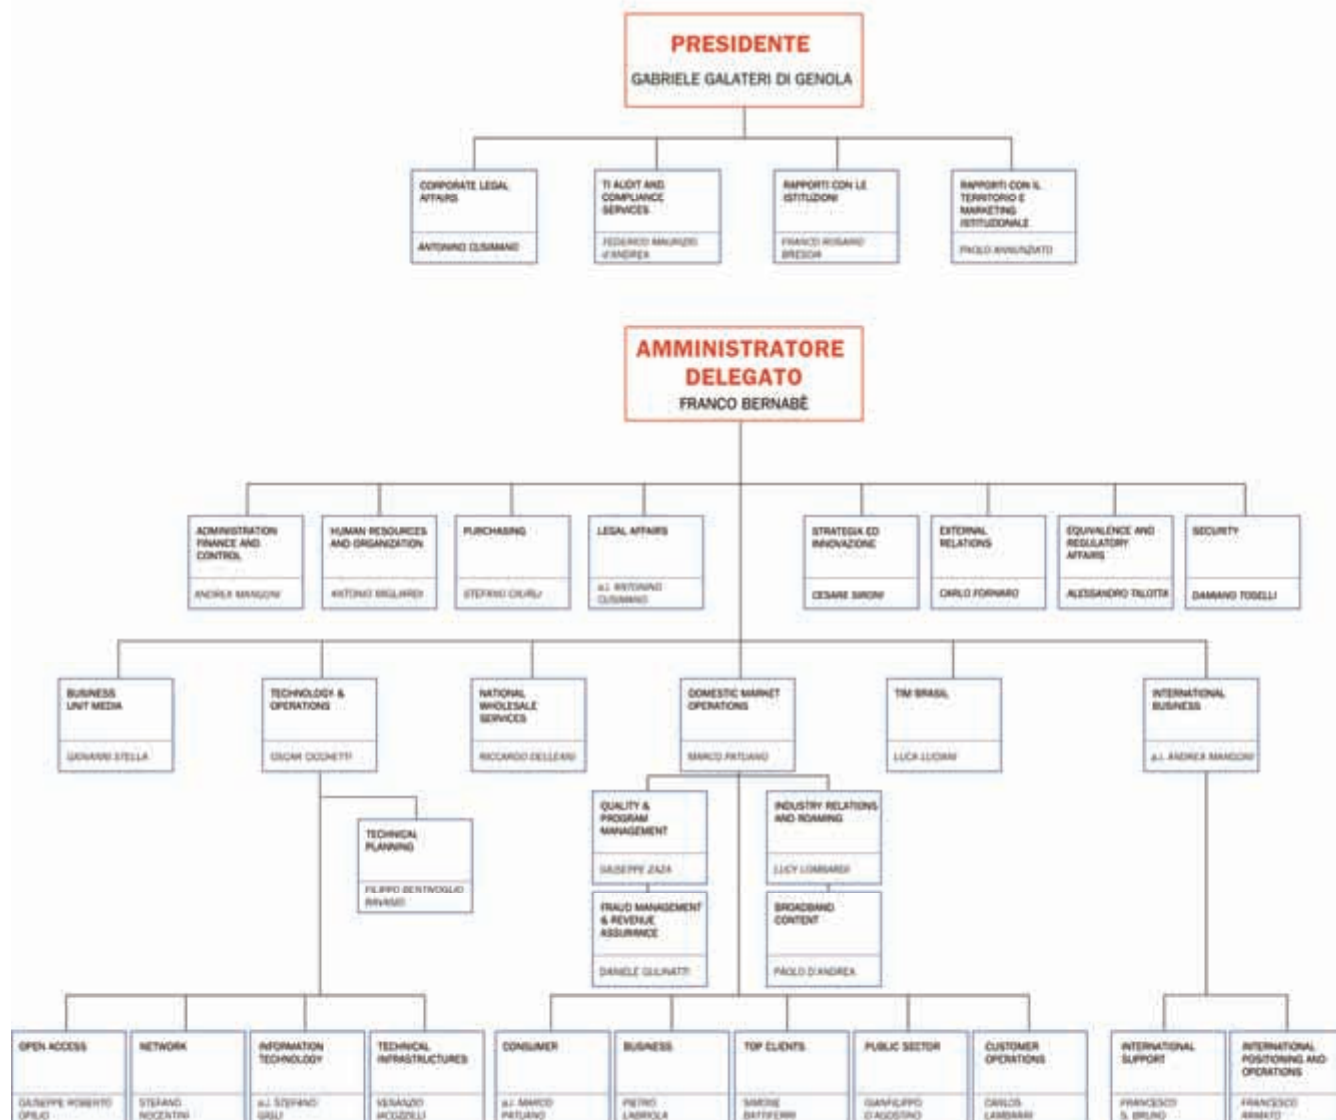 PRESIDENTE
GABRIELE GALATERI DI GENOLA
CORPORATE LEGAL
AFFAIRS
ANTONINO CUSIMANO
TI AUDIT AND
COMPLIANCE
SERVICES
FEDERICO MAURIZIO
d'ANDREA
RAPPORTI CON LE
ISTITUZIONI
FRANCO ROSARIO
BRESCIA
RAPPORTI CON IL
TERRITORIO E
MARKETING
ISTITUZIONALE
PAOLO ANNUNZIATO
AMMINISTRATORE
DELEGATO
FRANCO BERNABÈ
ADMINISTRATION
FINANCE AND
CONTROL
ANDREA MANGONI
HUMAN RESOURCES
AND ORGANIZATION
ANTONIO MIGLIARDI
PURCHASING
STEFANO CIURLI
LEGAL AFFAIRS
a.i. ANTONINO
CUSIMANO
STRATEGIA ED
INNOVAZIONE
CESARE SIRONI
EXTERNAL
RELATIONS
CARLO FORNARO
EQUIVALENCE AND
REGULATORY
AFFAIRS
ALESSANDRO TALOTTA
SECURITY
DAMIANO TOSELLI
BUSINESS
UNIT MEDIA
GIOVANNI STELLA
TECHNOLOGY &
OPERATIONS
OSCAR CICCHETTI
NATIONAL
WHOLESALE
SERVICES
RICCARDO DELLEANI
DOMESTIC MARKET
OPERATIONS
MARCO PATUANO
TIM BRASIL
LUCA LUCIANI
INTERNATIONAL
BUSINESS
a.i. ANDREA MANGONI
TECHNICAL
PLANNING
FILIPPO BENTIVOGLIO
RAVASIO
QUALITY &
PROGRAM
MANAGEMENT
GIUSEPPE ZAZA
INDUSTRY RELATIONS
AND ROAMING
LUCY LOMBARDI
FRAUD MANAGEMENT
& REVENUE
ASSURANCE
DANIELE GULINATTI
BROADBAND
CONTENT
PAOLO D'ANDREA
OPEN ACCESS
GIUSEPPE ROBERTO
OPILIO
NETWORK
STEFANO
NOCENTINI
INFORMATION
TECHNOLOGY
a.i. STEFANO
GIGLI
TECHNICAL
INFRASTRUCTURES
VENANZIO
IACOZZILLI
CONSUMER
a.i. MARCO
PATUANO
BUSINESS
PIETRO
LABRIOLA
TOP CLIENTS
SIMONE
BATTIFERRI
PUBLIC SECTOR
GIANFILIPPO
D'AGOSTINO
CUSTOMER
OPERATIONS
CARLOS
LAMBARRI
INTERNATIONAL
SUPPORT
FRANCESCO
S. BRUNO
INTERNATIONAL
POSITIONING AND
OPERATIONS
FRANCESCO
ARMATO